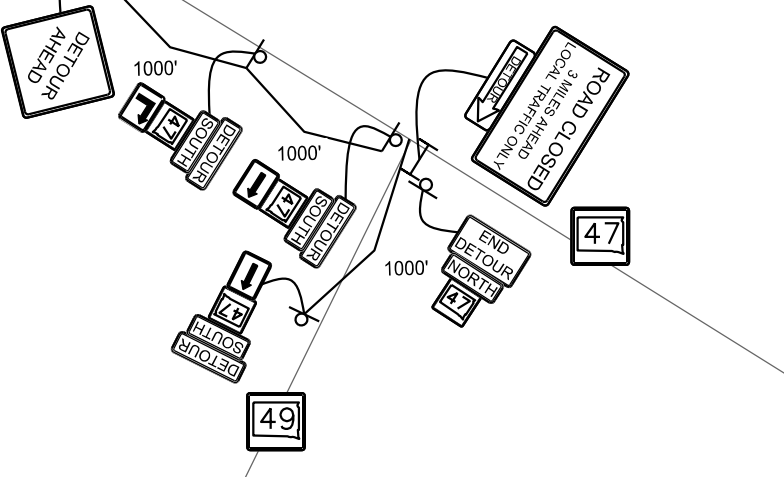 DETOUR
AHEAD
1000'
DETOUR
SOUTH
47
1000'
DETOUR
SOUTH
47
DETOUR
ROAD CLOSED
3 MILES AHEAD
LOCAL TRAFFIC ONLY
47
END
DETOUR
NORTH
47
1000'
DETOUR
SOUTH
47
49